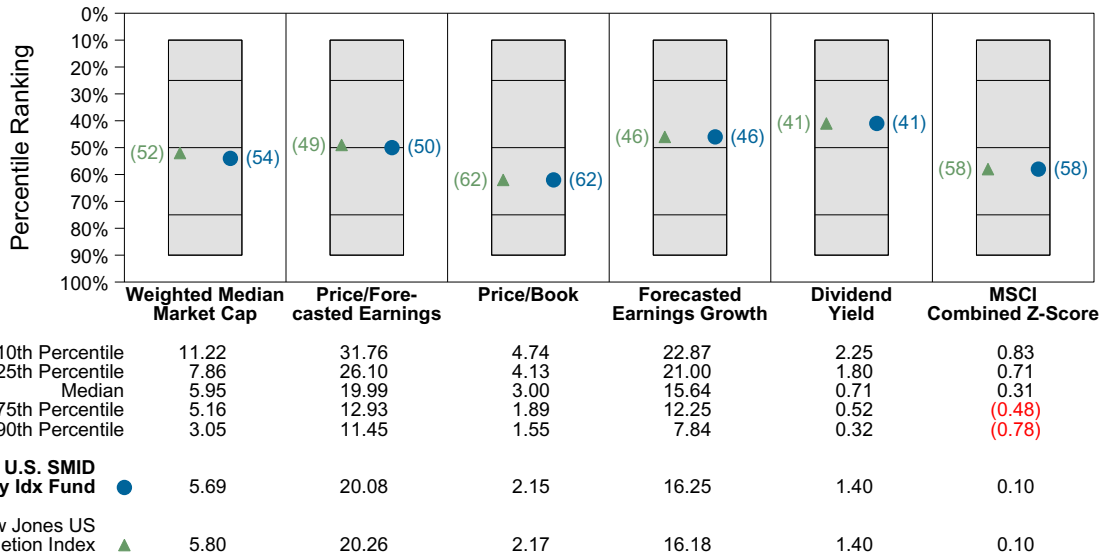 0%
10%
20%
30%
40%
50%
60%
70%
80%
90%
100%
Percentile Ranking
(52) (54)
(49) (50)
(62) (62)
(46) (46)
(41) (41)
(58) (58)
Weighted Median
Market Cap
Price/Fore-
casted Earnings
Price/Book
Forecasted
Earnings Growth
Dividend
Yield
MSCI
Combined Z-Score
10th Percentile 11.22 31.76 4.74 22.87 2.25 0.83
25th Percentile 7.86 26.10 4.13 21.00 1.80 0.71
Median 5.95 19.99 3.00 15.64 0.71 0.31
75th Percentile 5.16 12.93 1.89 12.25 0.52 (0.48)
90th Percentile 3.05 11.45 1.55 7.84 0.32 (0.78)
U.S. SMID
Idx Fund 5.69 20.08 2.15 16.25 1.40 0.10
Jones US
Index 5.80 20.26 2.17 16.18 1.40 0.10